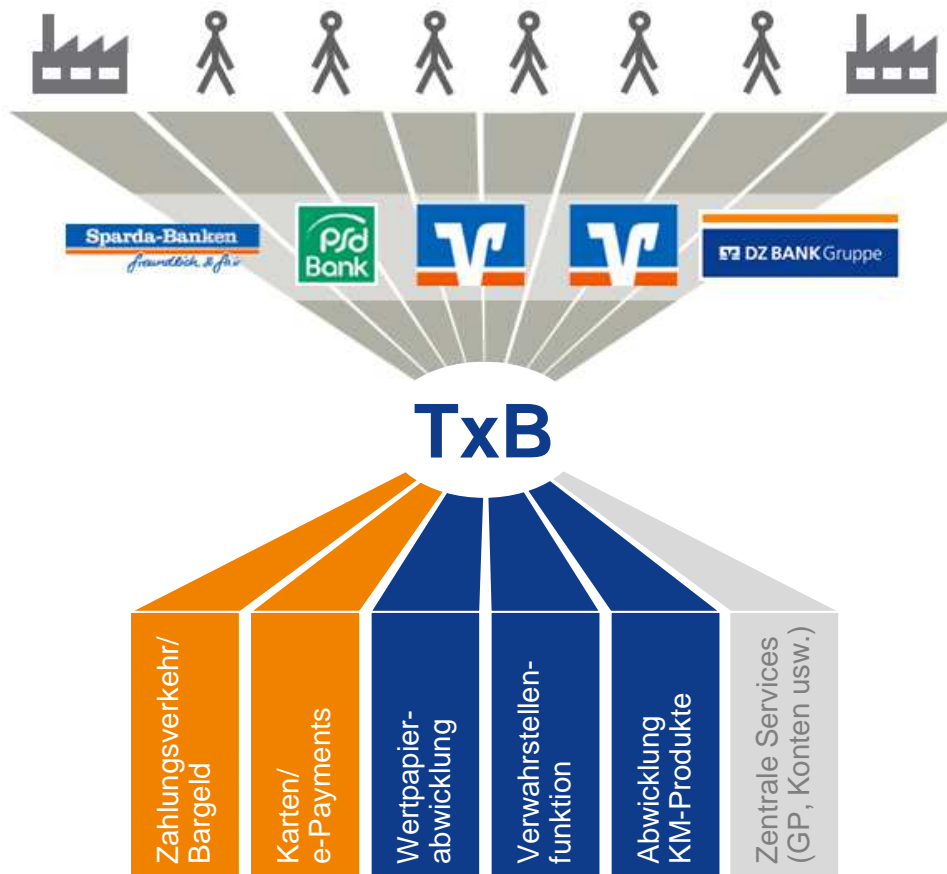 Sparda-Banken
freundlich & fair
PSD
Bank
DZ BANK Gruppe
TxB
Zahlungsverkehr/
Bargeld
Karten/
e-Payments
Wertpapier-
abwicklung
Verwahrstellen-
funktion
Abwicklung
KM-Produkte
Zentrale Services
(GP, Konten usw.)